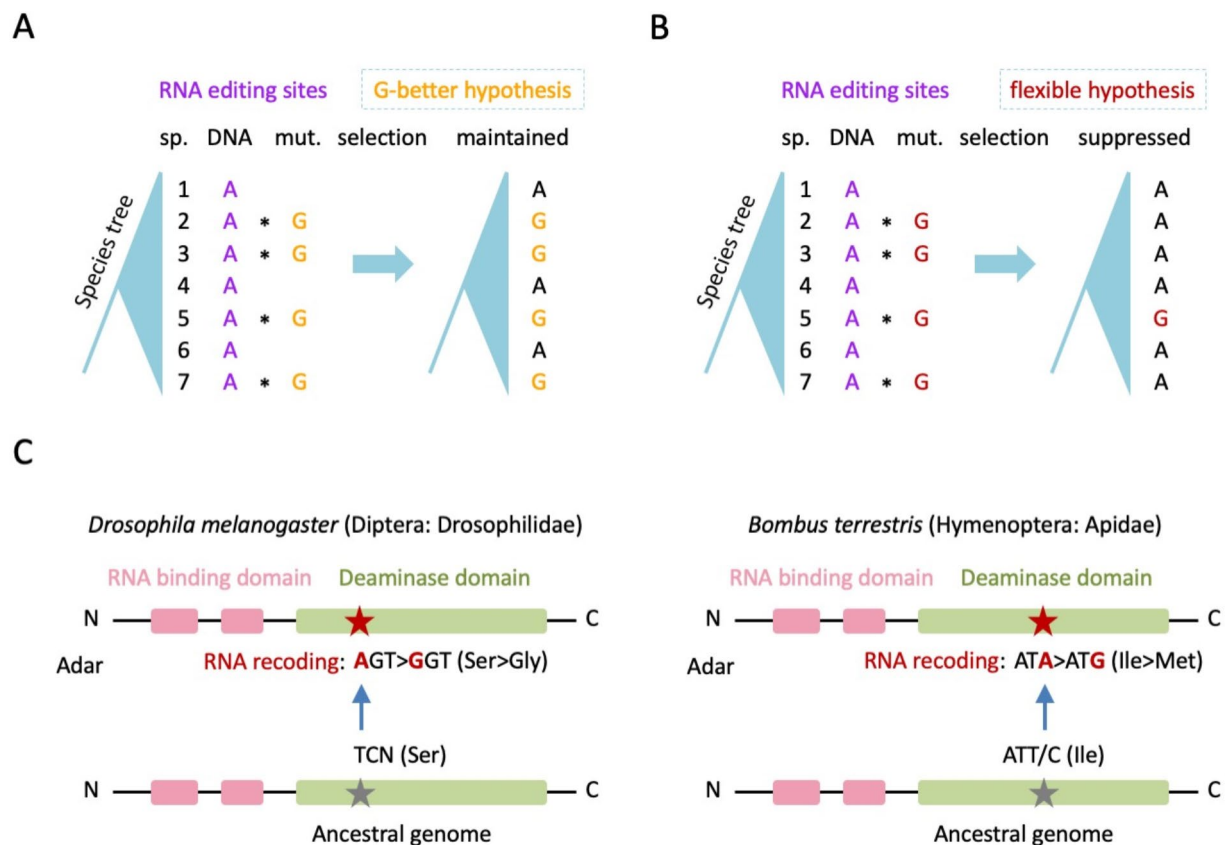 A
RNA editing sites
G-better hypothesis
sp. DNA mut. selection maintained
Species tree
1 A A
2 A * G G
3 A * G G
4 A A
5 A * G G
6 A A
7 A * G G
B
RNA editing sites
flexible hypothesis
sp. DNA mut. selection suppressed
Species tree
1 A A
2 A * G A
3 A * G A
4 A A
5 A * G G
6 A A
7 A * G A
C
Drosophila melanogaster (Diptera: Drosophilidae)
RNA binding domain Deaminase domain
N C
Adar
RNA recoding: AGT>GGT (Ser>Gly)
TCN (Ser)
N C
Ancestral genome
Bombus terrestris (Hymenoptera: Apidae)
RNA binding domain Deaminase domain
N C
Adar
RNA recoding: ATA>ATG (Ile>Met)
ATT/C (Ile)
N C
Ancestral genome